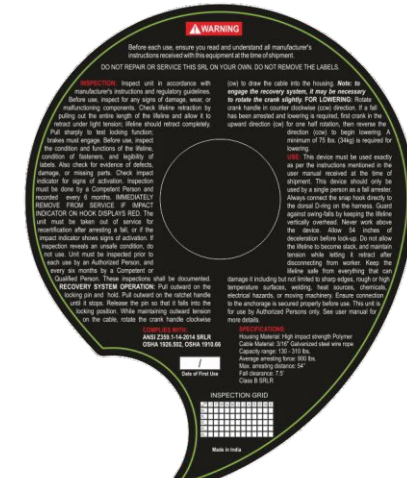 WARNING
Before each use, ensure you read and understand all manufacturer's
instructions received with this equipment at the time of shipment.
DO NOT REPAIR OR SERVICE THIS SRL ON YOUR OWN. DO NOT REMOVE THE LABELS.
INSPECTION: Inspect unit in accordance with
manufacturer's instructions and regulatory guidelines.
Before use, inspect for any signs of damage, wear, or
malfunctioning components. Check lifeline retraction by
pulling out the entire length of the lifeline and allow it to
retract under light tension; lifeline should retract completely.
Pull sharply to test locking function;
brakes must engage. Before use, inspect
the condition and functions of the lifeline,
condition of fasteners, and legibility of
labels. Also check for evidence of defects,
damage, or missing parts. Check impact
indicator for signs of activation. Inspection
must be done by a Competent Person and
recorded every 6 months. IMMEDIATELY
REMOVE FROM SERVICE IF IMPACT
INDICATOR ON HOOK DISPLAYS RED. The
unit must be taken out of service for
recertification after arresting a fall, or if the
impact indicator shows signs of activation. If
inspection reveals an unsafe condition, do
not use. Unit must be inspected prior to
each use by an Authorized Person, and
every six months by a Competent or
Qualified Person. These inspections shall be documented.
RECOVERY SYSTEM OPERATION: Pull outward on the
locking pin and hold. Pull outward on the ratchet handle
until it stops. Release the pin so that it falls into the
locking position. While maintaining outward tension
on the cable, rotate the crank handle clockwise
(cw) to draw the cable into the housing. Note: to
engage the recovery system, it may be necessary
to rotate the crank slightly. FOR LOWERING: Rotate
crank handle in counter clockwise (ccw) direction. If a fall
has been arrested and lowering is required, first crank in the
upward direction (cw) for one half rotation, then reverse the
direction (ccw) to begin lowering. A
minimum of 75 lbs. (34kg) is required for
lowering.
USE: This device must be used exactly
as per the instructions mentioned in the
user manual received at the time of
shipment. This device should only be
used by a single person as a fall arrester.
Always connect the snap hook directly to
the dorsal D-ring on the harness. Guard
against swing-falls by keeping the lifeline
vertically overhead. Never work above
the device. Allow 54 inches of
deceleration before lock-up. Do not allow
the lifeline to become slack, and maintain
tension while letting it retract after
disconnecting from worker. Keep the
lifeline safe from everything that can
damage it including but not limited to sharp edges, rough or high
temperature surfaces, welding, heat sources, chemicals,
electrical hazards, or moving machinery. Ensure connection
to the anchorage is secured properly before use. This unit is
for use by Authorized Persons only. See user manual for
more details.
COMPLIES WITH:
ANSI Z359.1-14-2014 SRLR
OSHA 1926.502, OSHA 1910.66
/
Date of First Use
SPECIFICATIONS:
Housing Material: High impact strength Polymer
Cable Material: 3/16" Galvanized steel wire rope
Capacity range: 130 - 310 lbs.
Average arresting force: 900 lbs.
Max. arresting distance: 54"
Fall clearance: 7.5'
Class B SRLR
INSPECTION GRID
Made in India